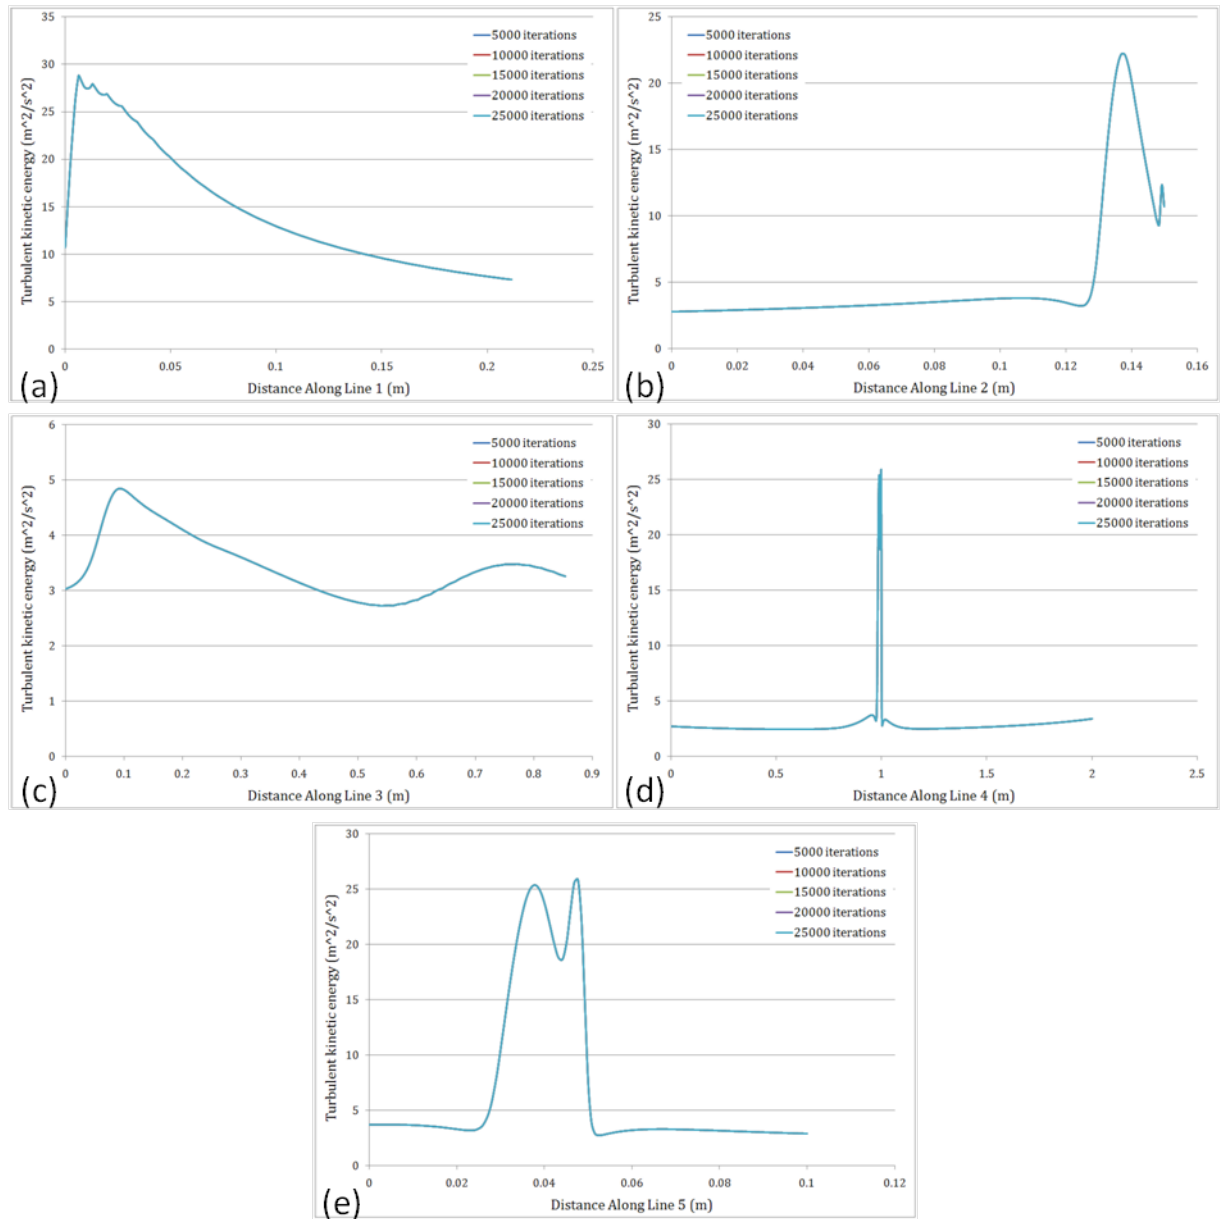 35
30
25
20
15
10
5
0
Turbulent kinetic energy (m^2/s^2)
5000 iterations
10000 iterations
15000 iterations
20000 iterations
25000 iterations
0 0.05 0.1 0.15 0.2 0.25
Distance Along Line 1 (m)
(a)
25
20
15
10
5
0
Turbulent kinetic energy (m^2/s^2)
5000 iterations
10000 iterations
15000 iterations
20000 iterations
25000 iterations
0 0.02 0.04 0.06 0.08 0.1 0.12 0.14 0.16
Distance Along Line 2 (m)
(b)
6
5
4
3
2
1
0
Turbulent kinetic energy (m^2/s^2)
5000 iterations
10000 iterations
15000 iterations
20000 iterations
25000 iterations
0 0.1 0.2 0.3 0.4 0.5 0.6 0.7 0.8 0.9
Distance Along Line 3 (m)
(c)
30
25
20
15
10
5
0
Turbulent kinetic energy (m^2/s^2)
5000 iterations
10000 iterations
15000 iterations
20000 iterations
25000 iterations
0 0.5 1 1.5 2 2.5
Distance Along Line 4 (m)
(d)
30
25
20
15
10
5
0
Turbulent kinetic energy (m^2/s^2)
5000 iterations
10000 iterations
15000 iterations
20000 iterations
25000 iterations
0 0.02 0.04 0.06 0.08 0.1 0.12
Distance Along Line 5 (m)
(e)